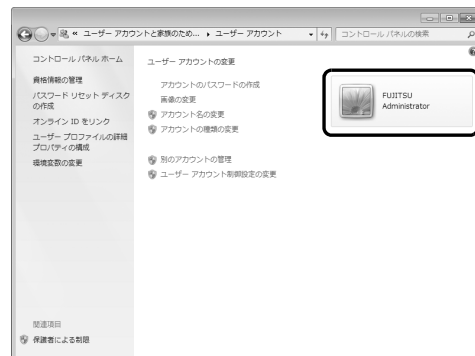 « ユーザー アカウントと家族のため... ▸ ユーザー アカウント
コントロール パネルの検索
コントロール パネル ホーム
資格情報の管理
パスワード リセット ディスク
の作成
オンライン ID をリンク
ユーザー プロファイルの詳細
プロパティの構成
環境変数の変更
関連項目
保護者による制限
ユーザー アカウントの変更
アカウントのパスワードの作成
画像の変更
アカウント名の変更
アカウントの種類の変更
別のアカウントの管理
ユーザー アカウント制御設定の変更
FUJITSU
Administrator